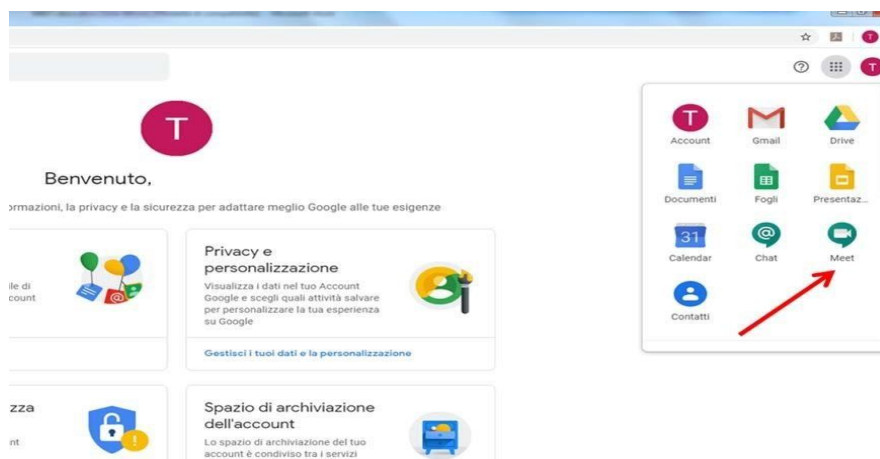 T
T
T
Benvenuto,
ormazioni, la privacy e la sicurezza per adattare meglio Google alle tue esigenze
ile di
count
Privacy e
personalizzazione
Visualizza i dati nel tuo Account
Google e scegli quali attività salvare
per personalizzare la tua esperienza
su Google
Gestisci i tuoi dati e la personalizzazione
zza
nt
Spazio di archiviazione
dell'account
Lo spazio di archiviazione del tuo
account è condiviso tra i servizi
T
Account
Gmail
Drive
Documenti
Fogli
Presentaz...
31
Calendar
@
Chat
Meet
Contatti